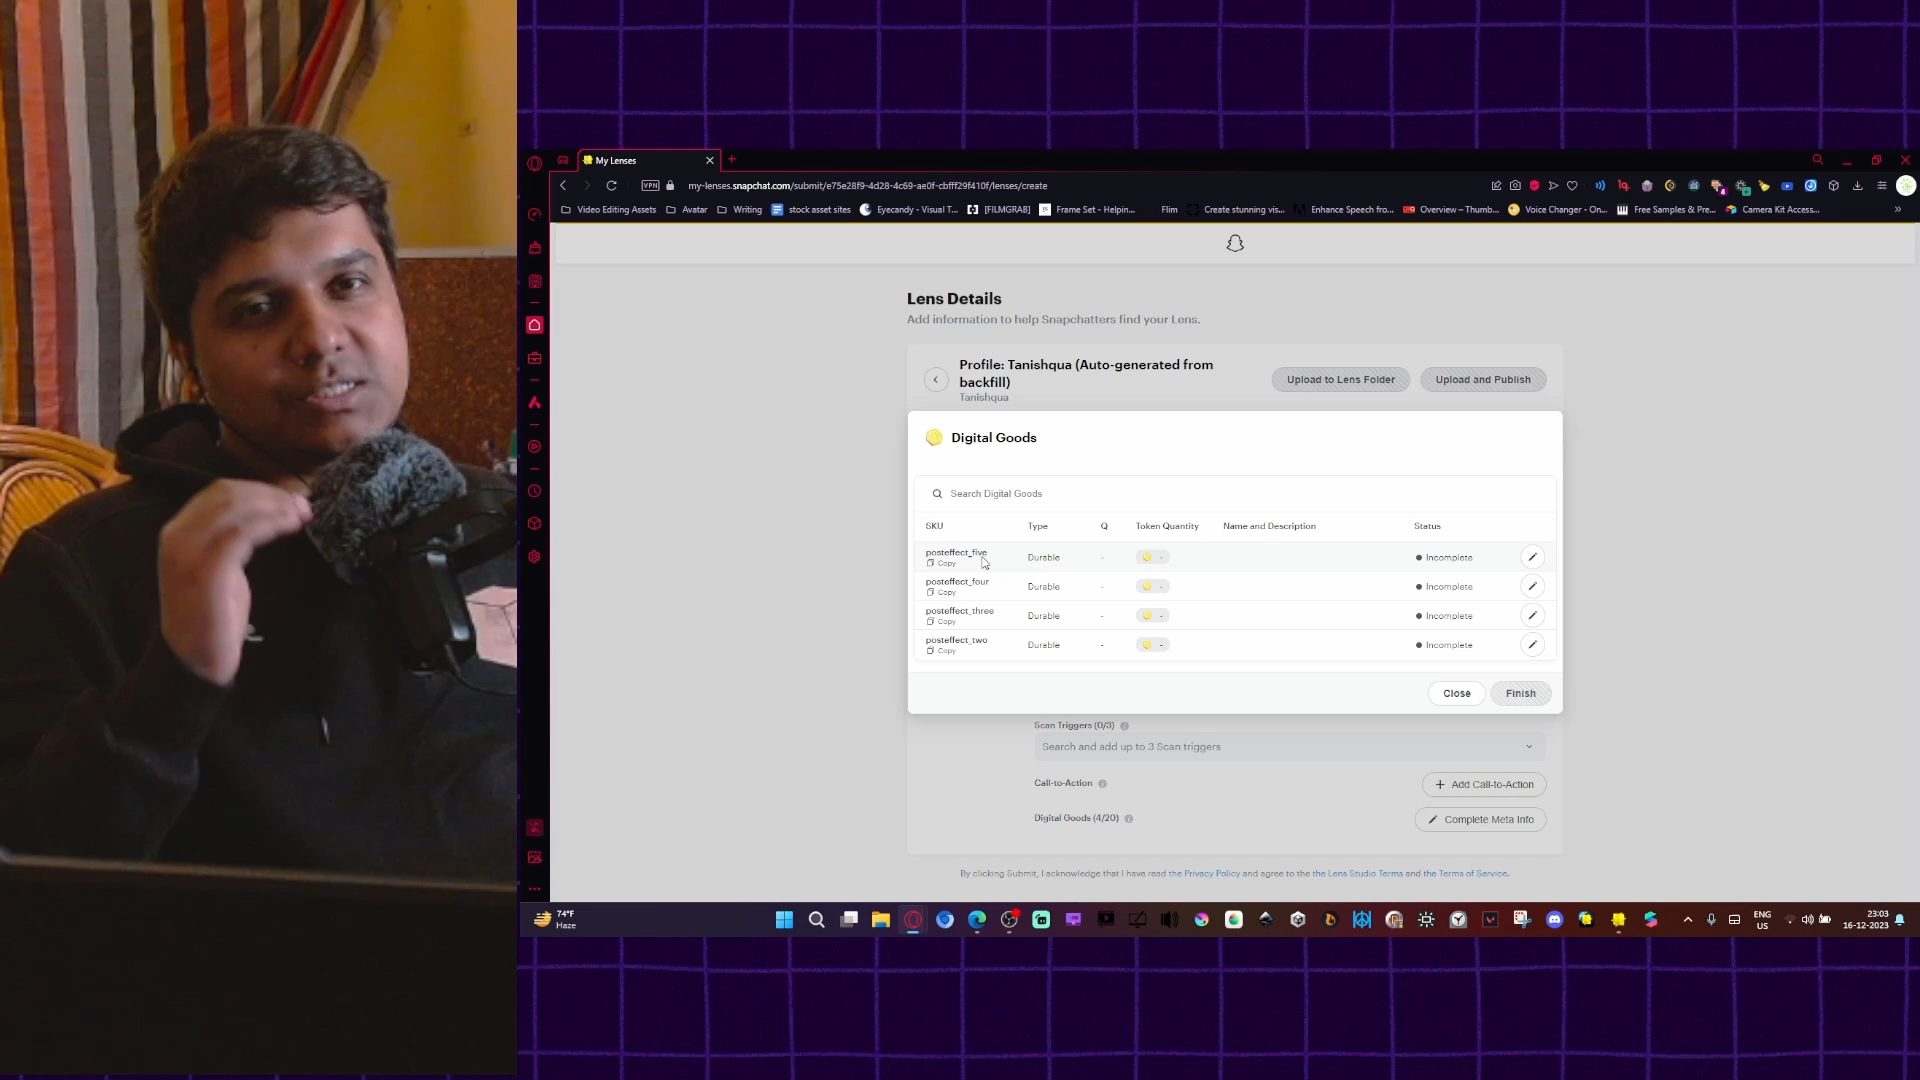 My Lenses
VPN
my-lenses.snapchat.com/submit/e75e28f9-4d28-4c69-ae0f-cbfff29f410f/lenses/create
Video Editing Assets
Avatar
Writing
stock asset sites
Eyecandy - Visual T...
[FILMGRAB]
Frame Set - Helpin...
Flim
Create stunning vis...
Enhance Speech fro...
Overview – Thumb...
Voice Changer - On...
Free Samples & Pre...
Camera Kit Access...
Lens Details
Add information to help Snapchatters find your Lens.
Profile: Tanishqua (Auto-generated from
backfill)
Tanishqua
Upload to Lens Folder
Upload and Publish
Digital Goods
Search Digital Goods
SKU Type Q Token Quantity Name and Description Status
posteffect_five Durable - - Incomplete
Copy
posteffect_four Durable - - Incomplete
Copy
posteffect_three Durable - - Incomplete
Copy
posteffect_two Durable - - Incomplete
Copy
Close
Finish
Scan Triggers (0/3)
Search and add up to 3 Scan triggers
Call-to-Action
+ Add Call-to-Action
Digital Goods (4/20)
Complete Meta Info
By clicking Submit, I acknowledge that I have read the Privacy Policy and agree to the the Lens Studio Terms and the Terms of Service.
74°F
Haze
ENG
US
23:03
16-12-2023